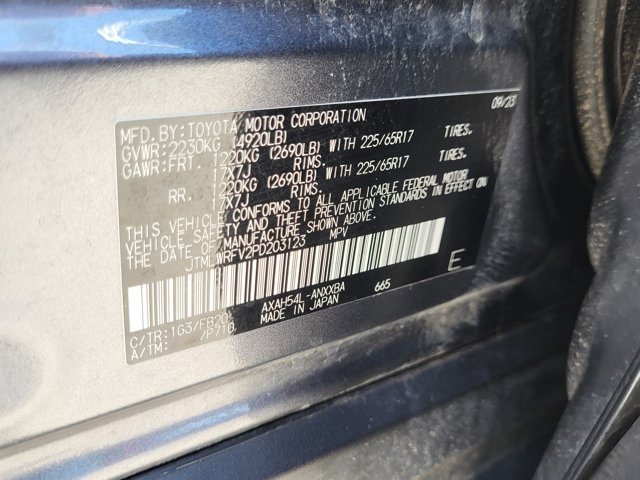 MFD. BY: TOYOTA MOTOR CORPORATION 09/23
GVWR: 2230KG (4920LB)
GAWR: FRT. 1220KG (2690LB) WITH 225/65R17 TIRES.
17X7J RIMS.
RR. 1220KG (2690LB) WITH 225/65R17 TIRES.
17X7J RIMS.
THIS VEHICLE CONFORMS TO ALL APPLICABLE FEDERAL MOTOR
VEHICLE SAFETY AND THEFT PREVENTION STANDARDS IN EFFECT ON
THE DATE OF MANUFACTURE SHOWN ABOVE.
JTMLWRFV2PD203123 MPV
E
C/TR: 1G3/FB20 AXAH54L-ANXXBA 665
A/TM: /P710 MADE IN JAPAN